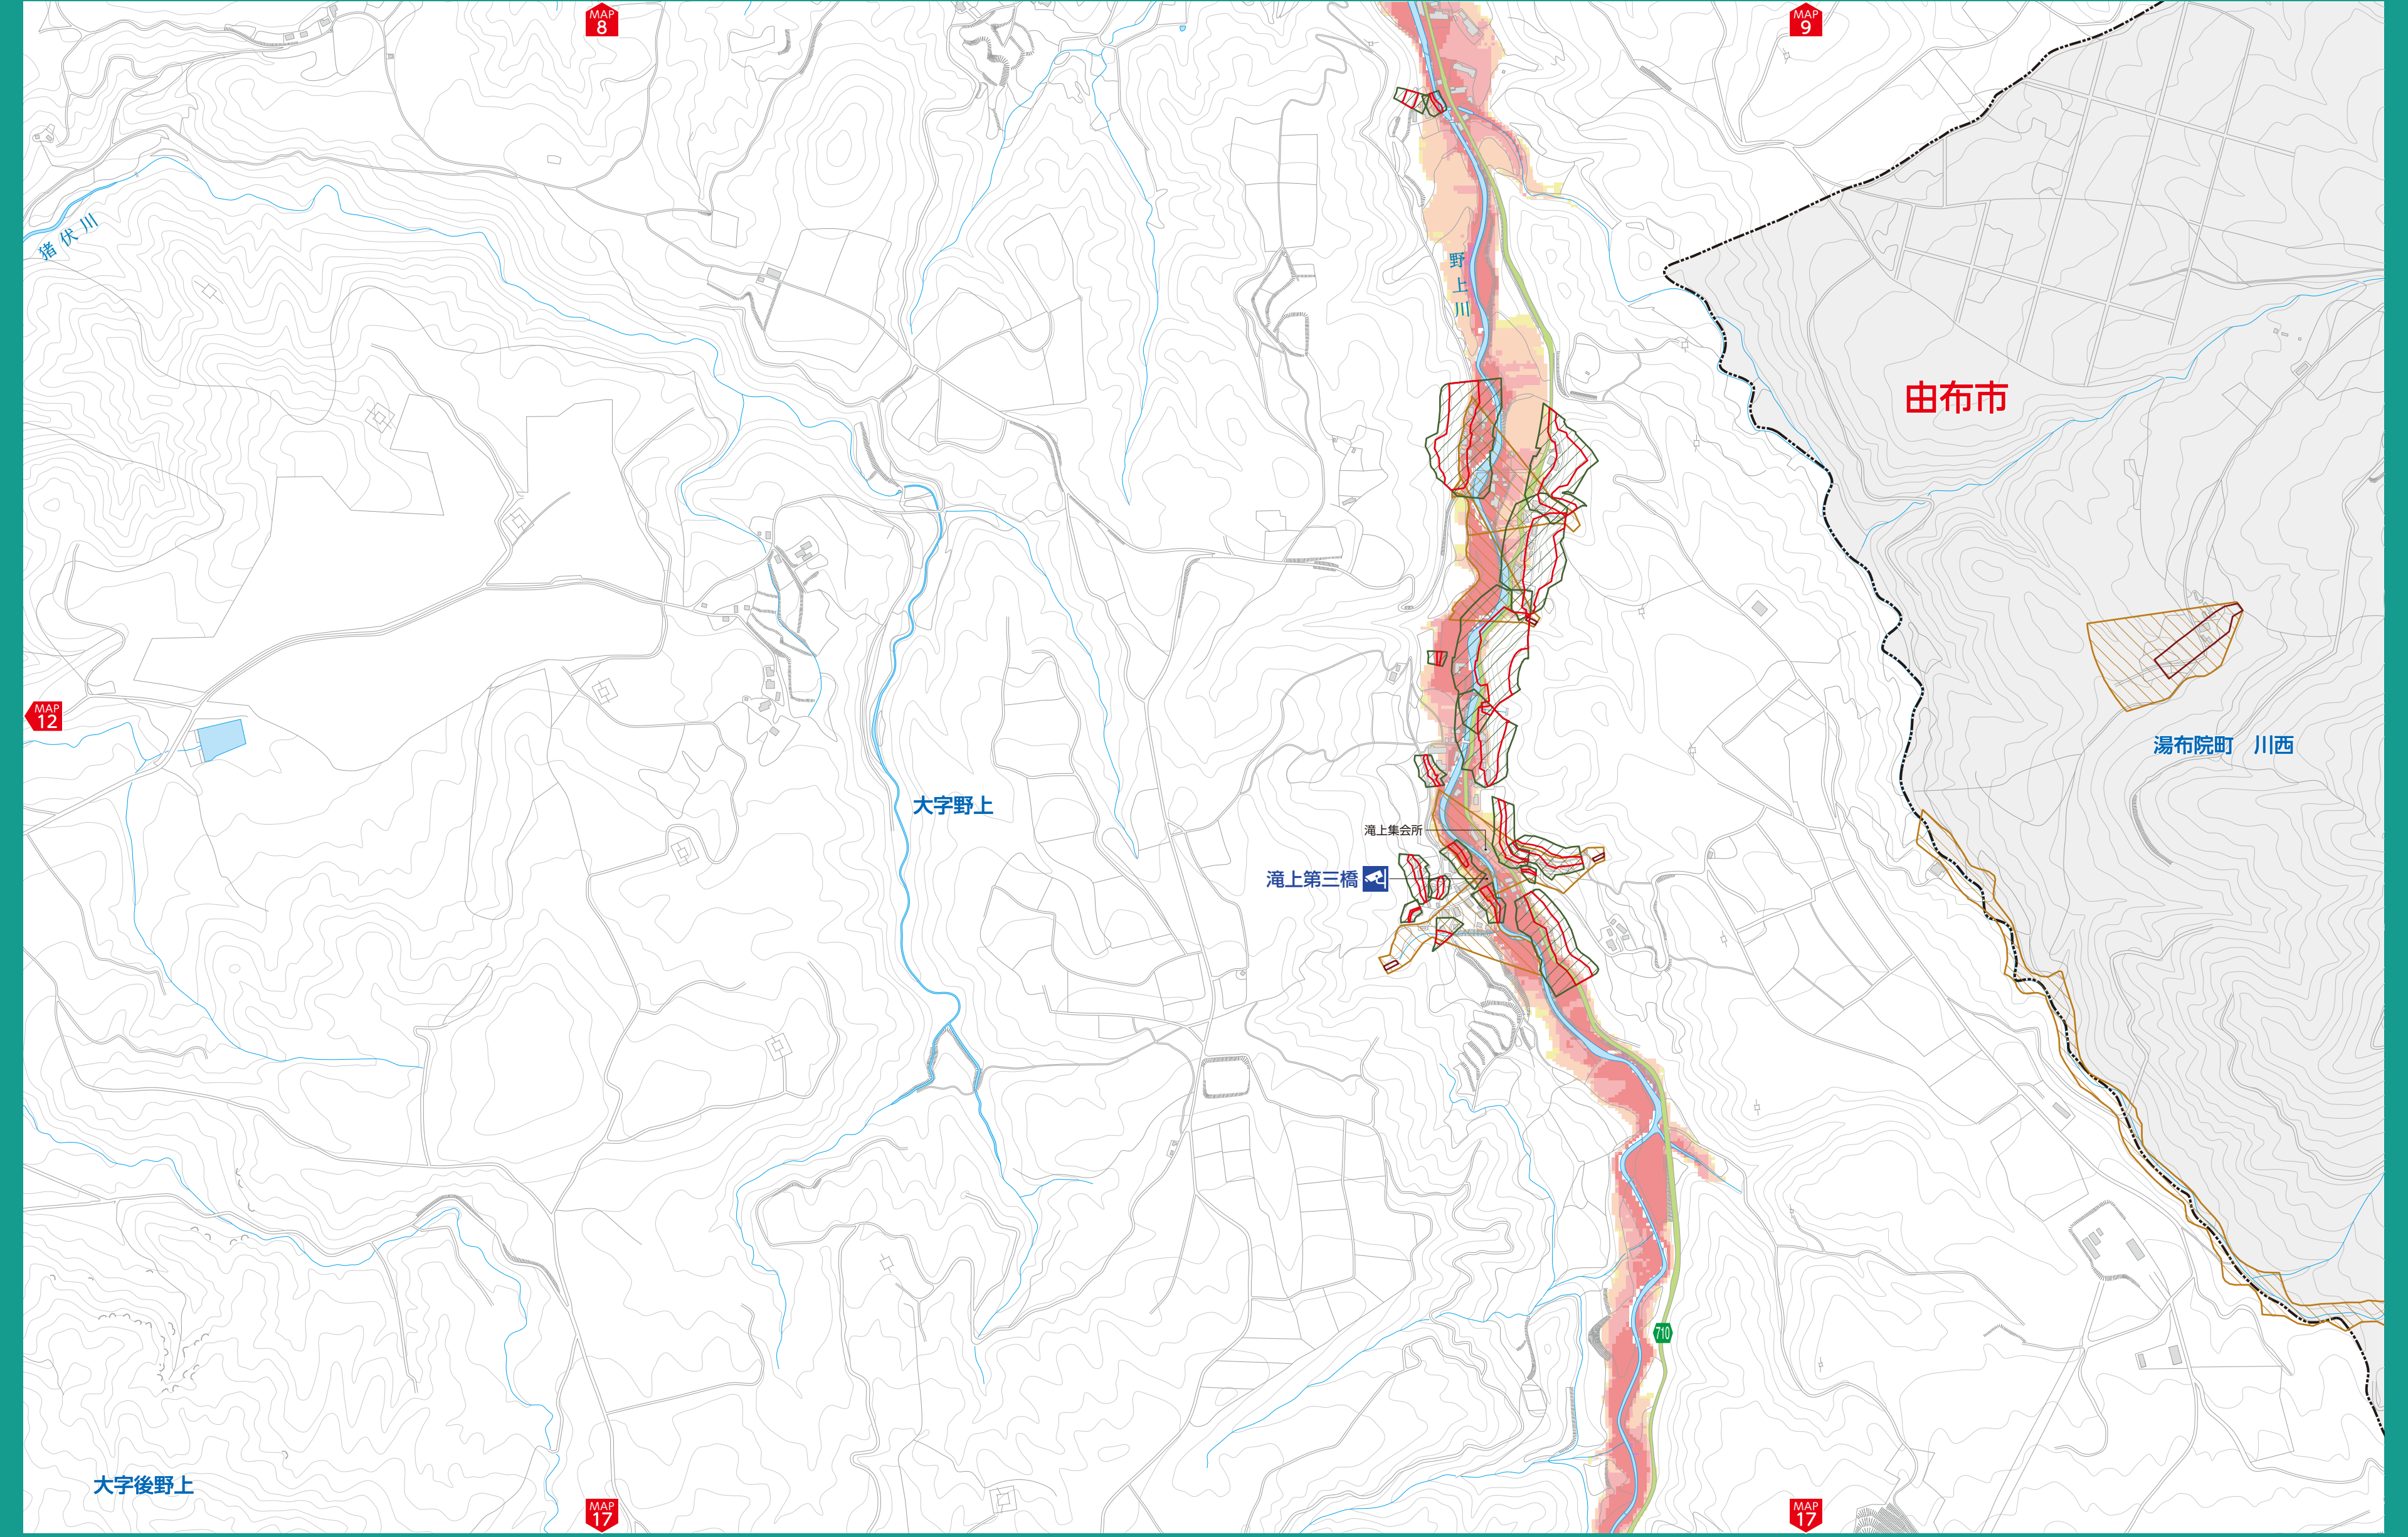 MAP
8
MAP
9
猪伏川
野上川
由布市
MAP
12
湯布院町　川西
大字野上
滝上集会所
滝上第三橋
710
大字後野上
MAP
17
MAP
17